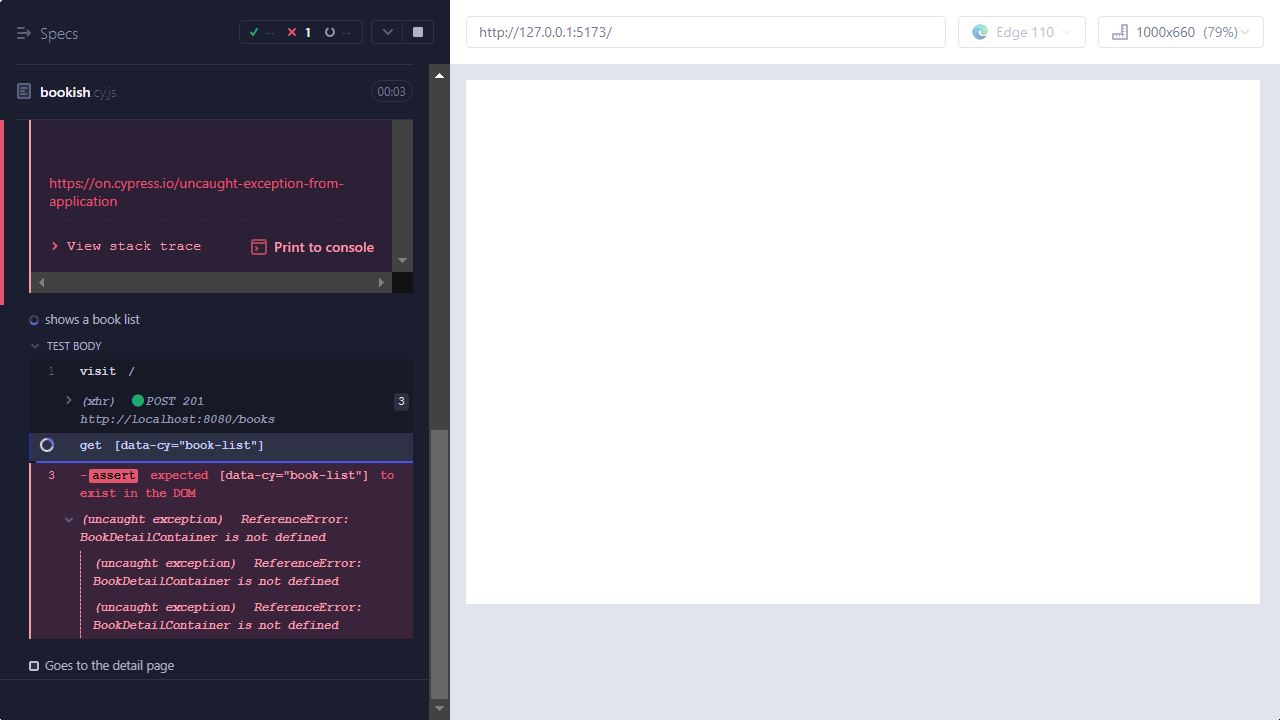 Specs
-- 1 --
http://127.0.0.1:5173/
Edge 110
1000x660 (79%)
bookish.cy.js
00:03
https://on.cypress.io/uncaught-exception-from-
application
View stack trace
Print to console
shows a book list
TEST BODY
1 visit /
(xhr) POST 201
http://localhost:8080/books
3
get [data-cy="book-list"]
3 -assert expected [data-cy="book-list"] to
exist in the DOM
(uncaught exception) ReferenceError:
BookDetailContainer is not defined
(uncaught exception) ReferenceError:
BookDetailContainer is not defined
(uncaught exception) ReferenceError:
BookDetailContainer is not defined
Goes to the detail page